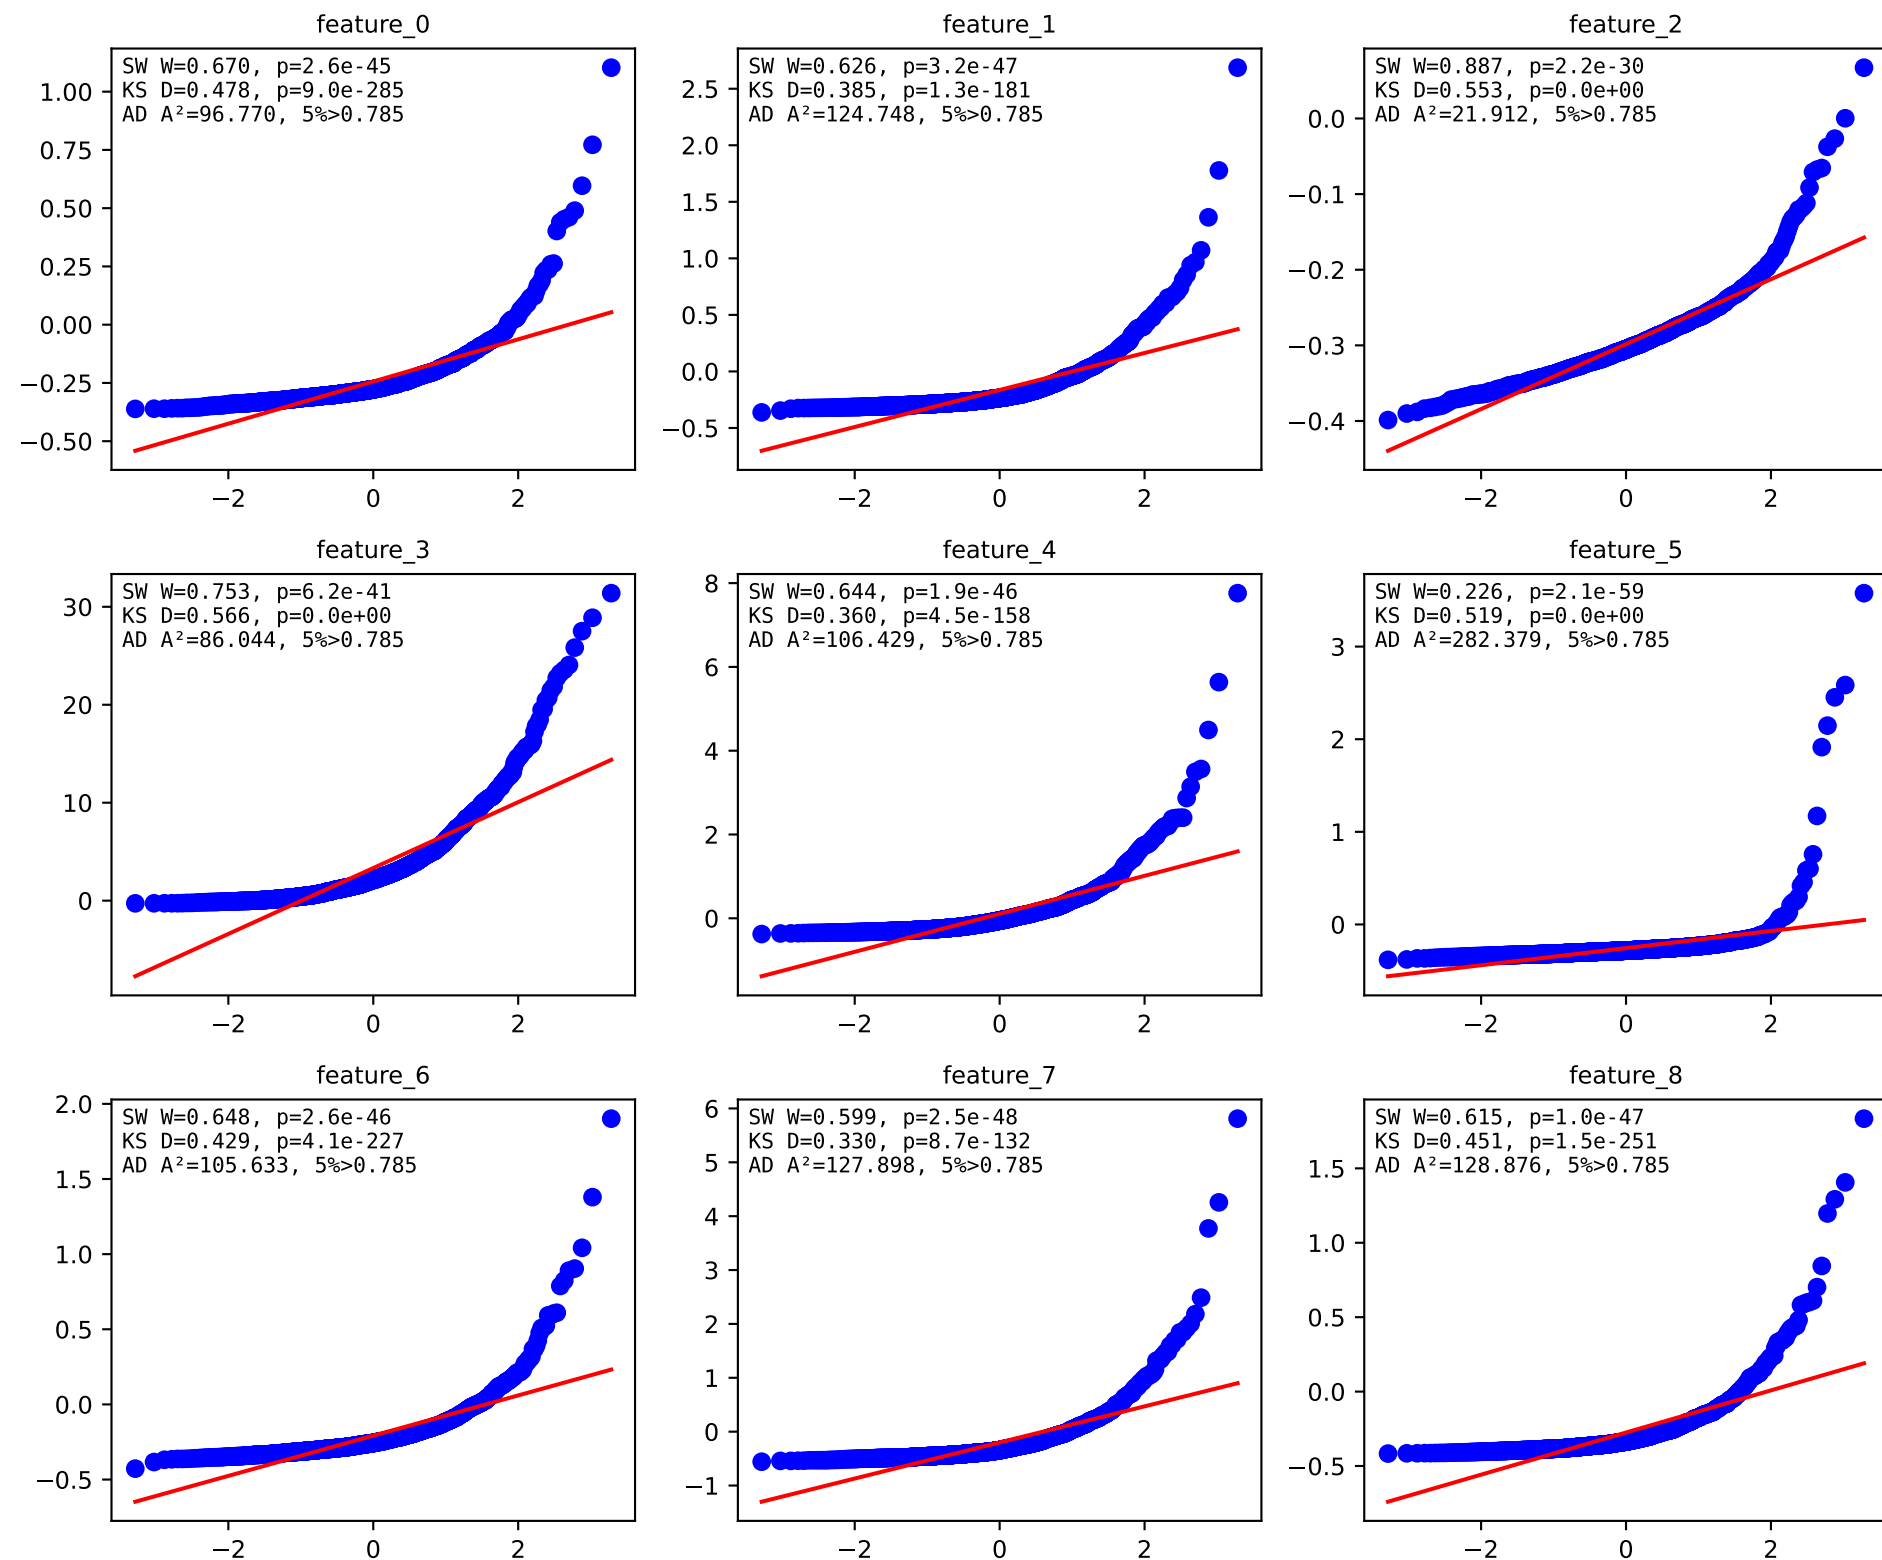 feature_0
SW W=0.670, p=2.6e-45
KS D=0.478, p=9.0e-285
AD A²=96.770, 5%>0.785
1.00
0.75
0.50
0.25
0.00
−0.25
−0.50
−2 0 2
feature_1
SW W=0.626, p=3.2e-47
KS D=0.385, p=1.3e-181
AD A²=124.748, 5%>0.785
2.5
2.0
1.5
1.0
0.5
0.0
−0.5
−2 0 2
feature_2
SW W=0.887, p=2.2e-30
KS D=0.553, p=0.0e+00
AD A²=21.912, 5%>0.785
0.0
−0.1
−0.2
−0.3
−0.4
−2 0 2
feature_3
SW W=0.753, p=6.2e-41
KS D=0.566, p=0.0e+00
AD A²=86.044, 5%>0.785
30
20
10
0
−2 0 2
feature_4
SW W=0.644, p=1.9e-46
KS D=0.360, p=4.5e-158
AD A²=106.429, 5%>0.785
8
6
4
2
0
−2 0 2
feature_5
SW W=0.226, p=2.1e-59
KS D=0.519, p=0.0e+00
AD A²=282.379, 5%>0.785
3
2
1
0
−2 0 2
feature_6
SW W=0.648, p=2.6e-46
KS D=0.429, p=4.1e-227
AD A²=105.633, 5%>0.785
2.0
1.5
1.0
0.5
0.0
−0.5
−2 0 2
feature_7
SW W=0.599, p=2.5e-48
KS D=0.330, p=8.7e-132
AD A²=127.898, 5%>0.785
6
5
4
3
2
1
0
−1
−2 0 2
feature_8
SW W=0.615, p=1.0e-47
KS D=0.451, p=1.5e-251
AD A²=128.876, 5%>0.785
1.5
1.0
0.5
0.0
−0.5
−2 0 2